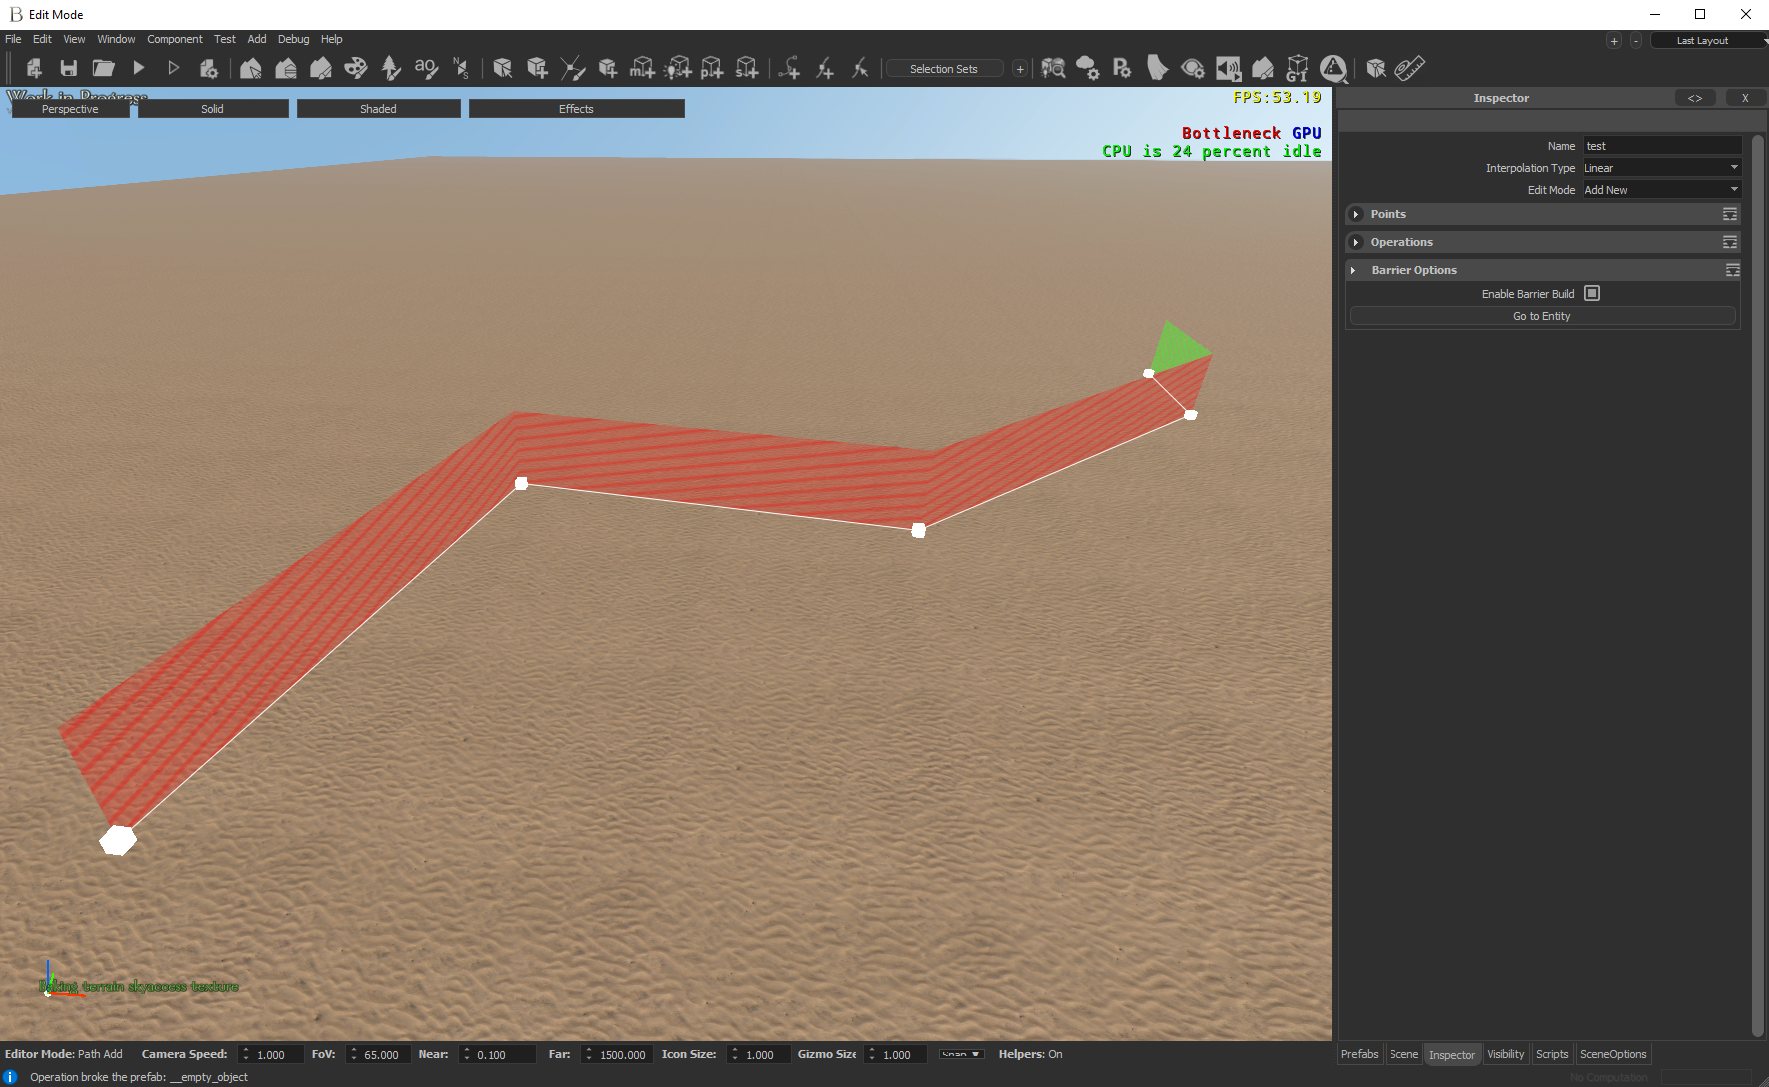 Edit Mode
File Edit View Window Component Test Add Debug Help
+ - Last Layout
ao N S Selection Sets + GI
Work in Progress
Perspective Solid Shaded Effects
FPS:53.19
Bottleneck GPU
CPU is 24 percent idle
Inspector <> X
Name test
Interpolation Type Linear
Edit Mode Add New
Points
Operations
Barrier Options
Enable Barrier Build
Go to Entity
Baking terrain skyaccess texture
Editor Mode: Path Add Camera Speed: 1.000 FoV: 65.000 Near: 0.100 Far: 1500.000 Icon Size: 1.000 Gizmo Size 1.000 Snap Helpers: On
Prefabs Scene Inspector Visibility Scripts SceneOptions
Operation broke the prefab: __empty_object
No Computation